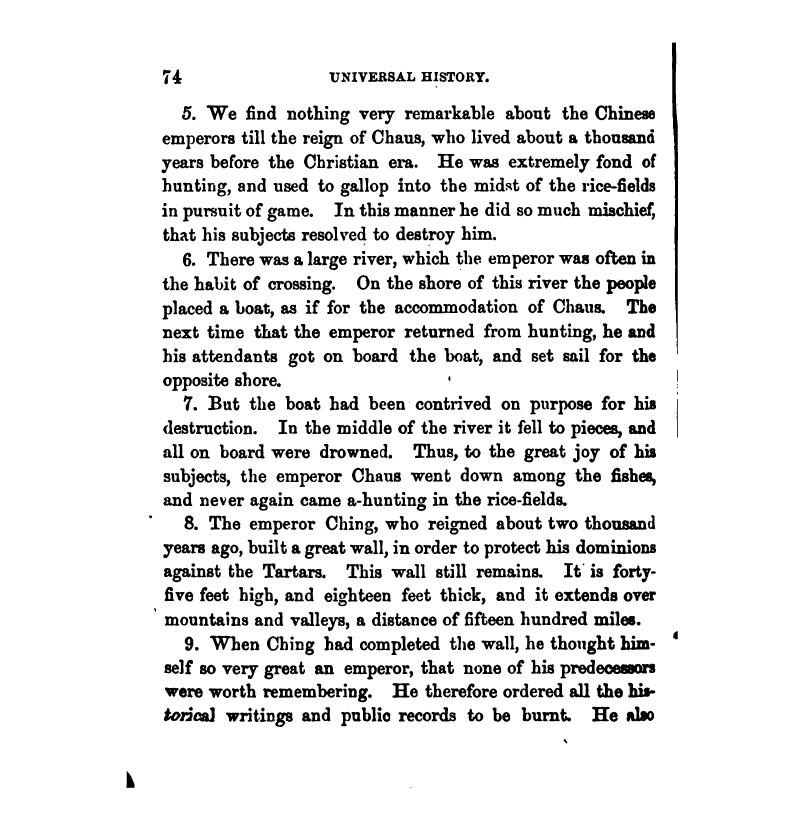 74 UNIVERSAL HISTORY.
5. We find nothing very remarkable about the Chinese
emperors till the reign of Chaus, who lived about a thousand
years before the Christian era. He was extremely fond of
hunting, and used to gallop into the midst of the rice-fields
in pursuit of game. In this manner he did so much mischief,
that his subjects resolved to destroy him.
6. There was a large river, which the emperor was often in
the habit of crossing. On the shore of this river the people
placed a boat, as if for the accommodation of Chaus. The
next time that the emperor returned from hunting, he and
his attendants got on board the boat, and set sail for the
opposite shore.
7. But the boat had been contrived on purpose for his
destruction. In the middle of the river it fell to pieces, and
all on board were drowned. Thus, to the great joy of his
subjects, the emperor Chaus went down among the fishes,
and never again came a-hunting in the rice-fields.
8. The emperor Ching, who reigned about two thousand
years ago, built a great wall, in order to protect his dominions
against the Tartars. This wall still remains. It is forty-
five feet high, and eighteen feet thick, and it extends over
mountains and valleys, a distance of fifteen hundred miles.
9. When Ching had completed the wall, he thought him-
self so very great an emperor, that none of his predecessors
were worth remembering. He therefore ordered all the his-
torical writings and public records to be burnt. He also